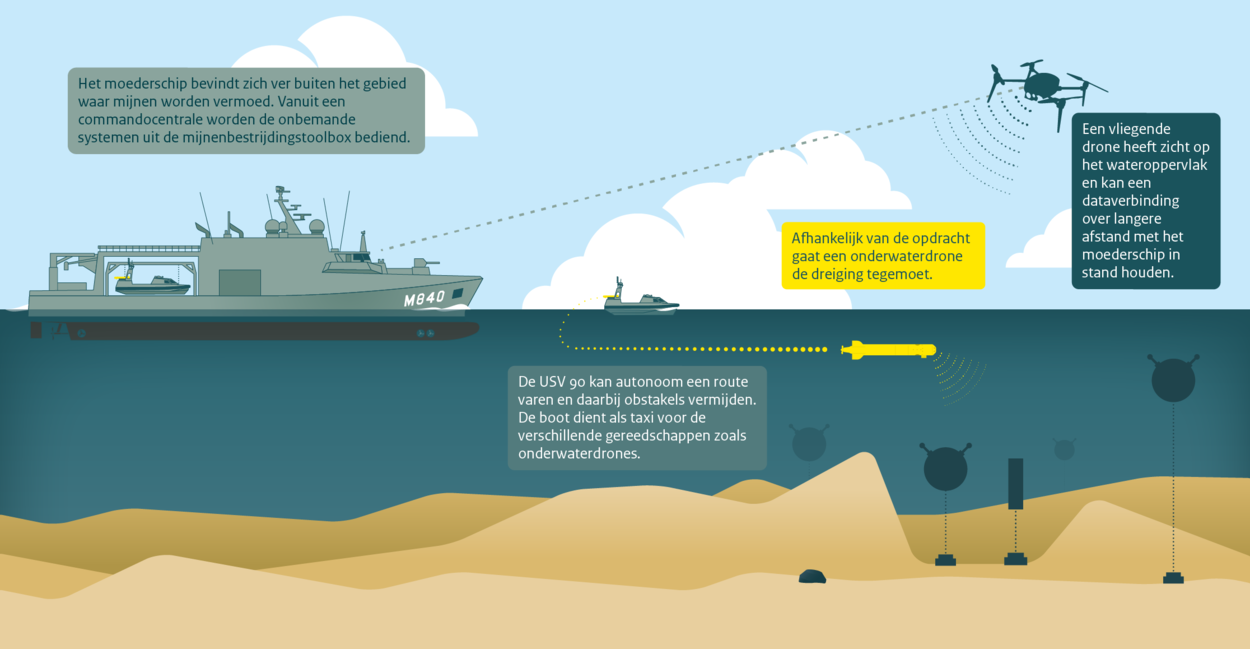 Het moederschip bevindt zich ver buiten het gebied
waar mijnen worden vermoed. Vanuit een
commandocentrale worden de onbemande
systemen uit de mijnenbestrijdingstoolbox bediend.
Een vliegende
drone heeft zicht op
het wateroppervlak
en kan een
dataverbinding
over langere
afstand met het
moederschip in
stand houden.
Afhankelijk van de opdracht
gaat een onderwaterdrone
de dreiging tegemoet.
M840
De USV 90 kan autonoom een route
varen en daarbij obstakels vermijden.
De boot dient als taxi voor de
verschillende gereedschappen zoals
onderwaterdrones.